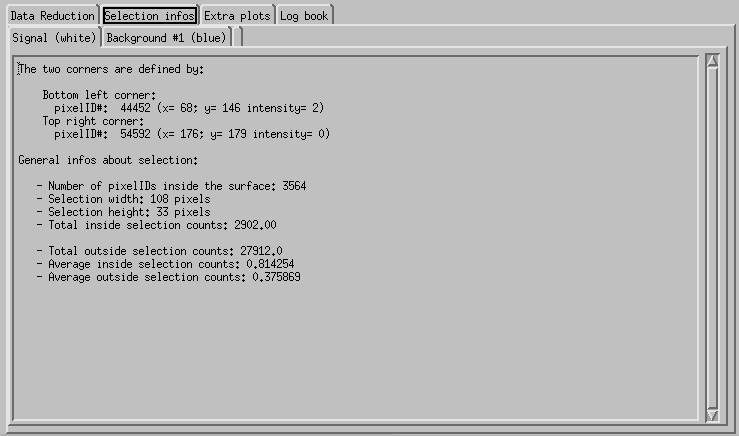 Data Reduction Selection infos Extra plots Log book
Signal (white) Background #1 (blue)
The two corners are defined by:
Bottom left corner:
pixelID#: 44452 (x= 68; y= 146 intensity= 2)
Top right corner:
pixelID#: 54592 (x= 176; y= 179 intensity= 0)
General infos about selection:
- Number of pixelIDs inside the surface: 3564
- Selection width: 108 pixels
- Selection height: 33 pixels
- Total inside selection counts: 2902.00
- Total outside selection counts: 27912.0
- Average inside selection counts: 0.814254
- Average outside selection counts: 0.375869